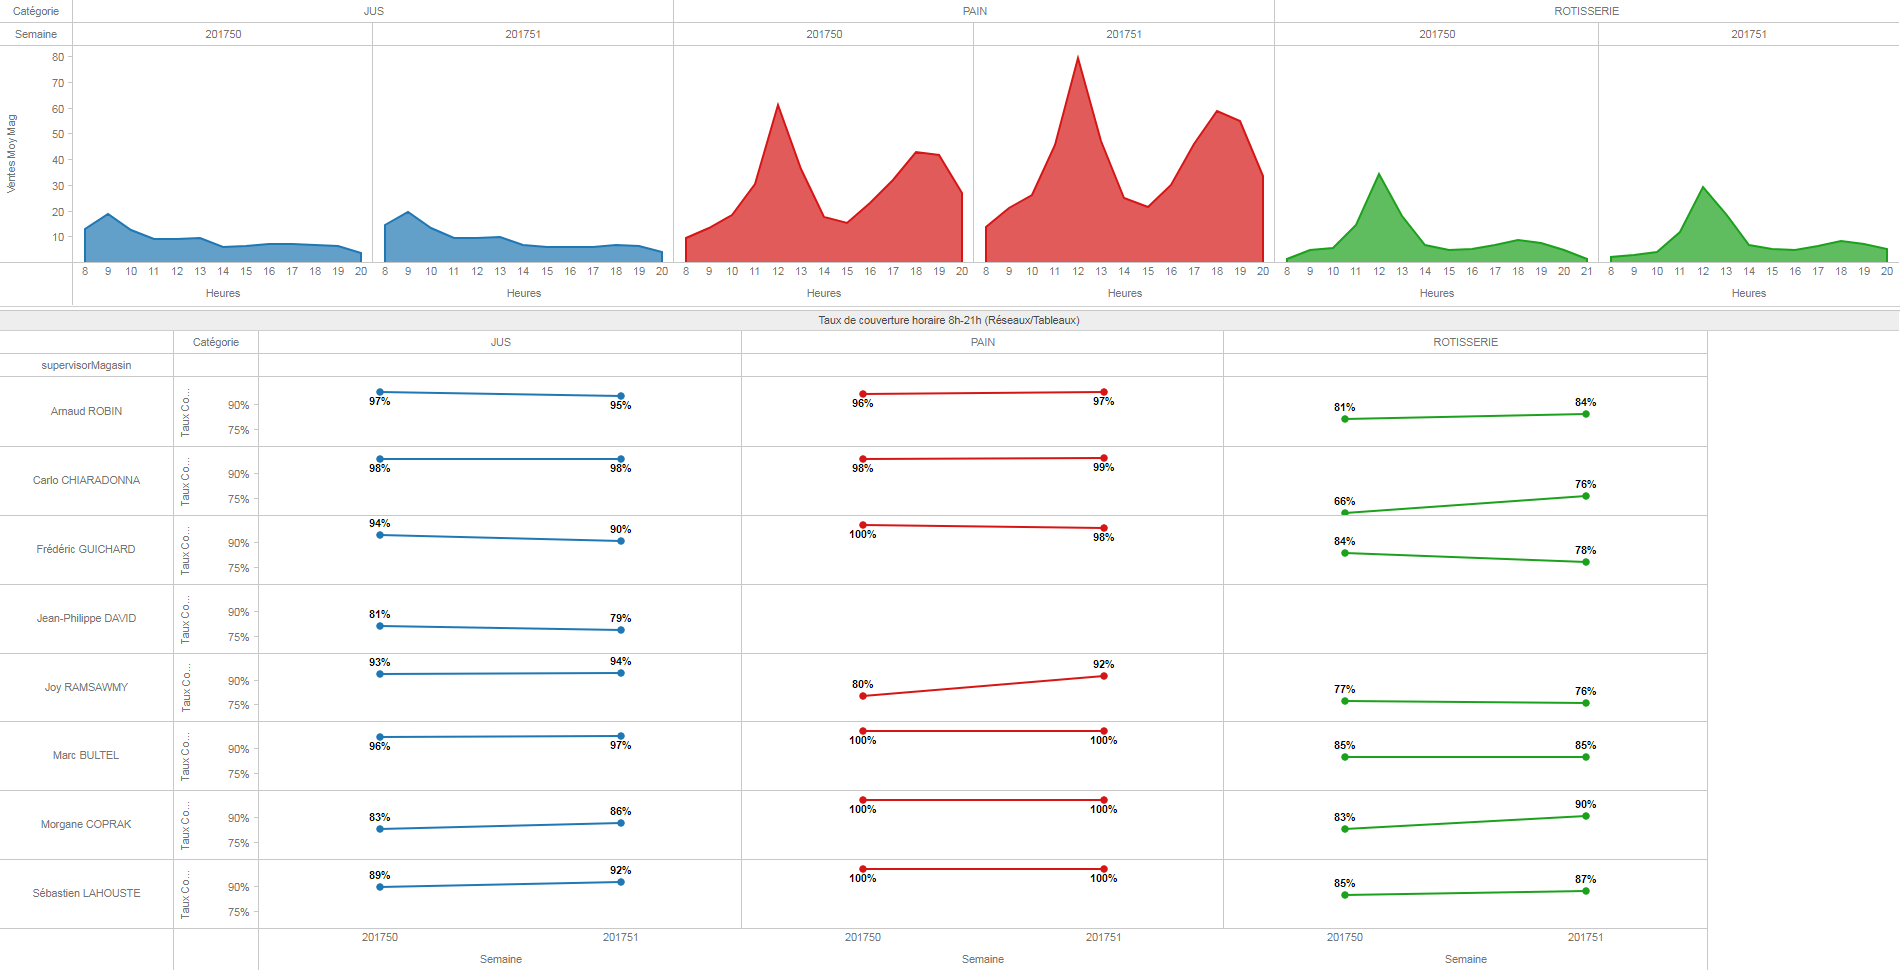 Catégorie JUS PAIN ROTISSERIE
Semaine 201750 201751 201750 201751 201750 201751
Ventes Moy Mag
80
70
60
50
40
30
20
10
8 9 10 11 12 13 14 15 16 17 18 19 20 8 9 10 11 12 13 14 15 16 17 18 19 20 8 9 10 11 12 13 14 15 16 17 18 19 20 8 9 10 11 12 13 14 15 16 17 18 19 20 8 9 10 11 12 13 14 15 16 17 18 19 20 21 8 9 10 11 12 13 14 15 16 17 18 19 20
Heures Heures Heures Heures Heures Heures
Taux de couverture horaire 8h-21h (Réseaux/Tableaux)
Catégorie JUS PAIN ROTISSERIE
supervisorMagasin
Arnaud ROBIN Taux Co... 90% 75% 97% 95% 96% 97% 81% 84%
Carlo CHIARADONNA Taux Co... 90% 75% 98% 98% 98% 99% 66% 76%
Frédéric GUICHARD Taux Co... 90% 75% 94% 90% 100% 98% 84% 78%
Jean-Philippe DAVID Taux Co... 90% 75% 81% 79%
Joy RAMSAWMY Taux Co... 90% 75% 93% 94% 80% 92% 77% 76%
Marc BULTEL Taux Co... 90% 75% 96% 97% 100% 100% 85% 85%
Morgane COPRAK Taux Co... 90% 75% 83% 86% 100% 100% 83% 90%
Sébastien LAHOUSTE Taux Co... 90% 75% 89% 92% 100% 100% 85% 87%
201750 201751 201750 201751 201750 201751
Semaine Semaine Semaine